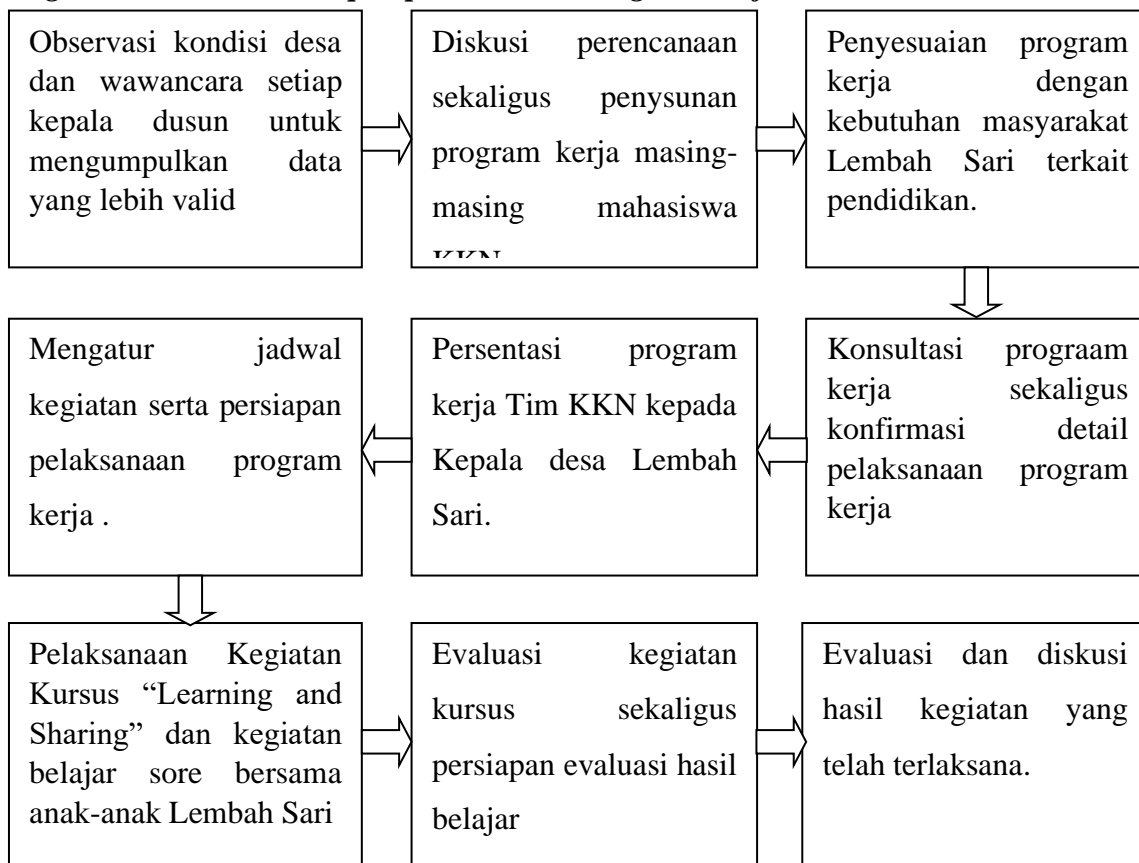 Observasi kondisi desa
dan wawancara setiap
kepala dusun untuk
mengumpulkan data
yang lebih valid
Diskusi perencanaan
sekaligus penysunan
program kerja masing-
masing mahasiswa
KKN
Penyesuaian program
kerja dengan
kebutuhan masyarakat
Lembah Sari terkait
pendidikan.
Konsultasi prograam
kerja sekaligus
konfirmasi detail
pelaksanaan program
kerja
Persentasi program
kerja Tim KKN kepada
Kepala desa Lembah
Sari.
Mengatur jadwal
kegiatan serta persiapan
pelaksanaan program
kerja .
Pelaksanaan Kegiatan
Kursus “Learning and
Sharing” dan kegiatan
belajar sore bersama
anak-anak Lembah Sari
Evaluasi kegiatan
kursus sekaligus
persiapan evaluasi hasil
belajar
Evaluasi dan diskusi
hasil kegiatan yang
telah terlaksana.